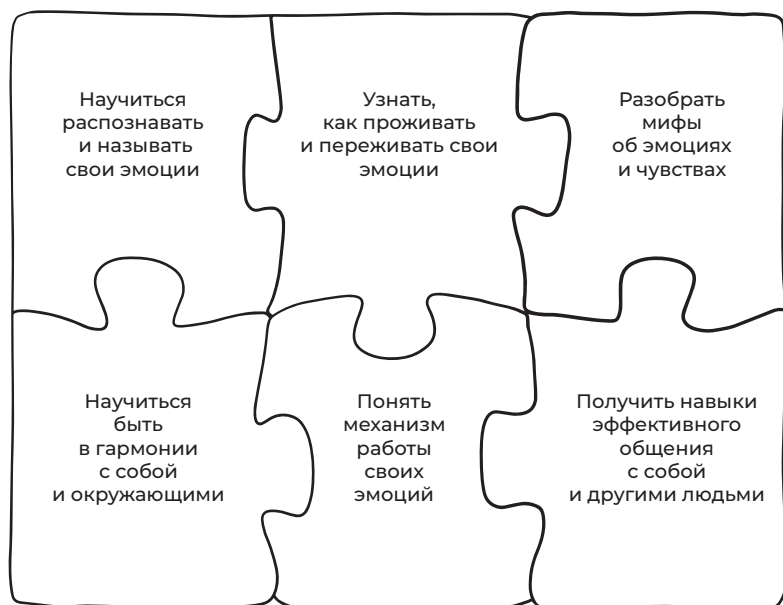 Научиться
распознавать
и называть
свои эмоции
Узнать,
как проживать
и переживать свои
эмоции
Разобрать
мифы
об эмоциях
и чувствах
Научиться
быть
в гармонии
с собой
и окружающими
Понять
механизм
работы
своих
эмоций
Получить навыки
эффективного
общения
с собой
и другими людьми